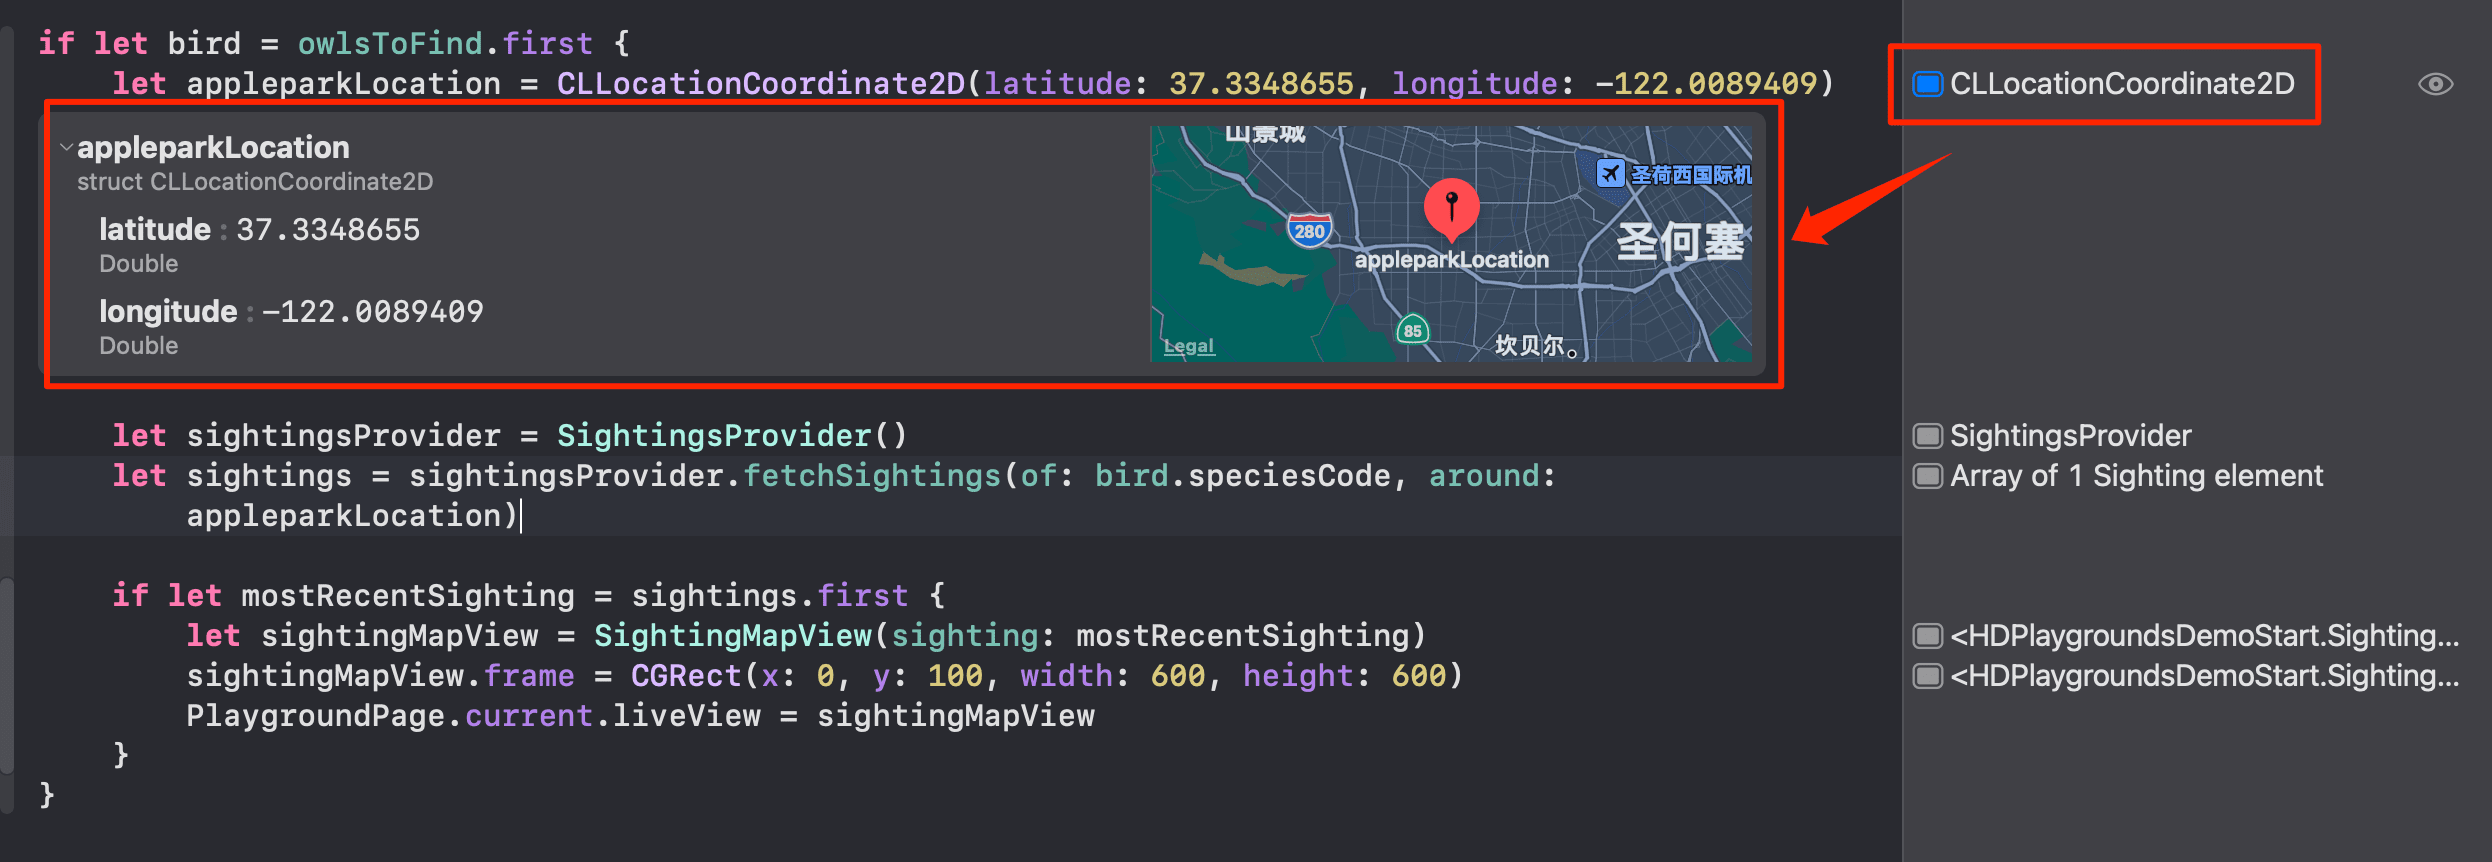 if let bird = owlsToFind.first {
let appleparkLocation = CLLocationCoordinate2D(latitude: 37.3348655, longitude: -122.0089409)
CLLocationCoordinate2D
appleparkLocation
struct CLLocationCoordinate2D
latitude : 37.3348655
Double
longitude : -122.0089409
Double
山景城
圣荷西国际机
280
圣何塞
appleparkLocation
85
坎贝尔。
Legal
let sightingsProvider = SightingsProvider()
SightingsProvider
let sightings = sightingsProvider.fetchSightings(of: bird.speciesCode, around:
Array of 1 Sighting element
appleparkLocation)
if let mostRecentSighting = sightings.first {
let sightingMapView = SightingMapView(sighting: mostRecentSighting)
<HDPlaygroundsDemoStart.Sighting...
sightingMapView.frame = CGRect(x: 0, y: 100, width: 600, height: 600)
<HDPlaygroundsDemoStart.Sighting...
PlaygroundPage.current.liveView = sightingMapView
}
}